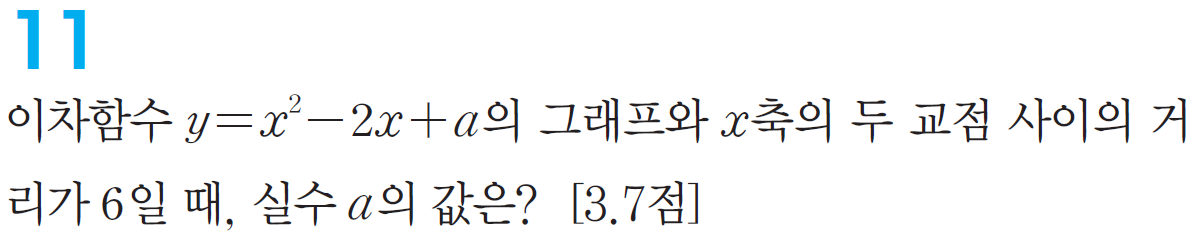 11
이차함수 y=x²-2x+a의 그래프와 x축의 두 교점 사이의 거
리가 6일 때, 실수 a의 값은? [3.7점]